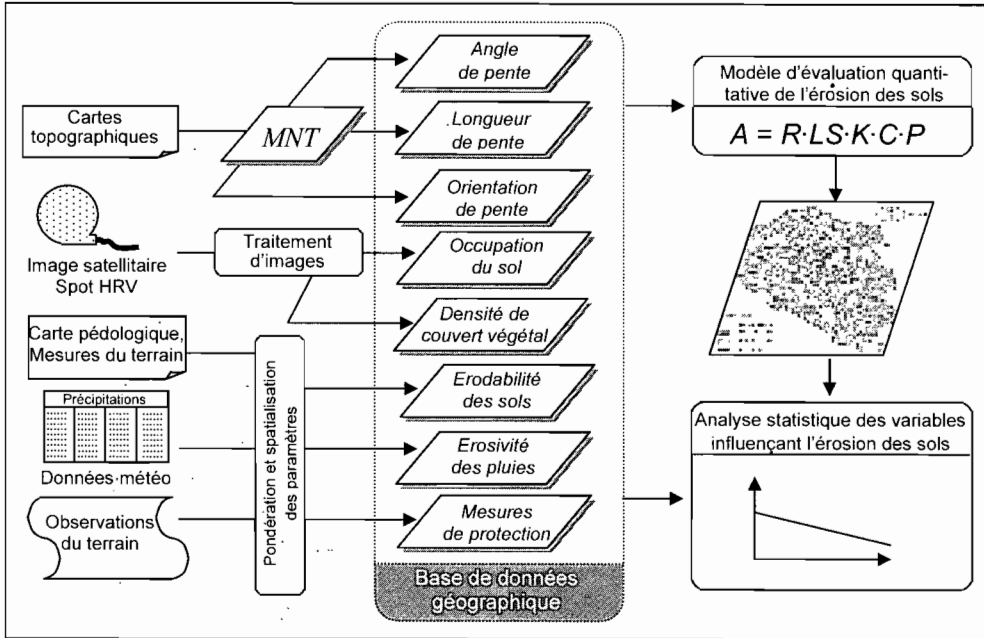 Cartes
topographiques
MNT
Image satellitaire
Spot HRV
Traitement
d'images
Carte pédologique,
Mesures du terrain
Précipitations
Données météo
Observations
du terrain
Pondération et spatialisation
des paramètres
Angle
de pente
Longueur
de pente
Orientation
de pente
Occupation
du sol
Densité de
couvert végétal
Erodabilité
des sols
Erosivité
des pluies
Mesures
de protection
Base de données
géographique
Modèle d'évaluation quanti-
tative de l'érosion des sols
A = R·LS·K·C·P
Analyse statistique des variables
influençant l'érosion des sols